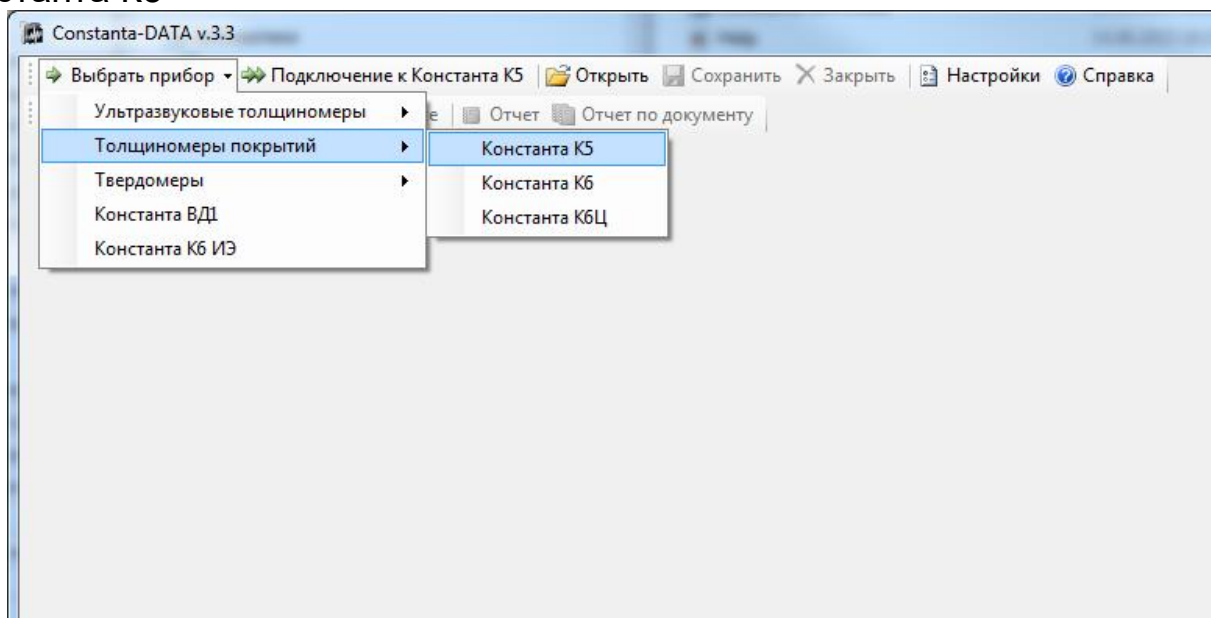 Constanta-DATA v.3.3
Выбрать прибор Подключение к Константа К5 Открыть Сохранить Закрыть Настройки Справка
Ультразвуковые толщиномеры е Отчет Отчет по документу
Толщиномеры покрытий Константа К5
Твердомеры Константа К6
Константа ВД1 Константа К6Ц
Константа К6 ИЭ